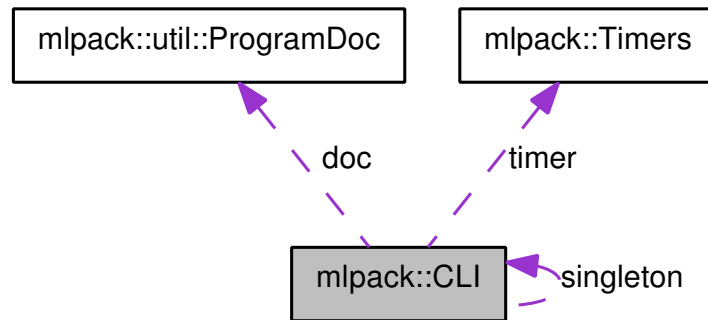 mlpack::util::ProgramDoc
mlpack::Timers
doc
timer
mlpack::CLI
singleton